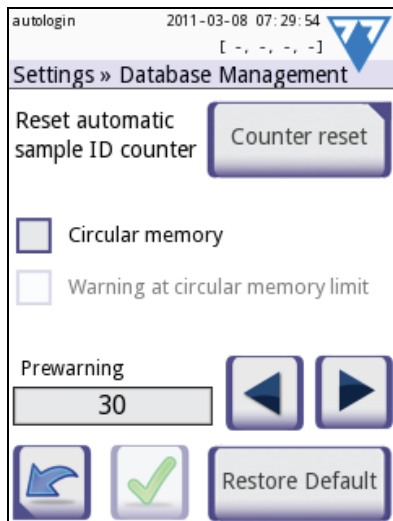 autologin 2011-03-08 07:29:54
[ -, -, -, -]
Settings » Database Management
Reset automatic
sample ID counter
Counter reset
Circular memory
Warning at circular memory limit
Prewarning
30
Restore Default